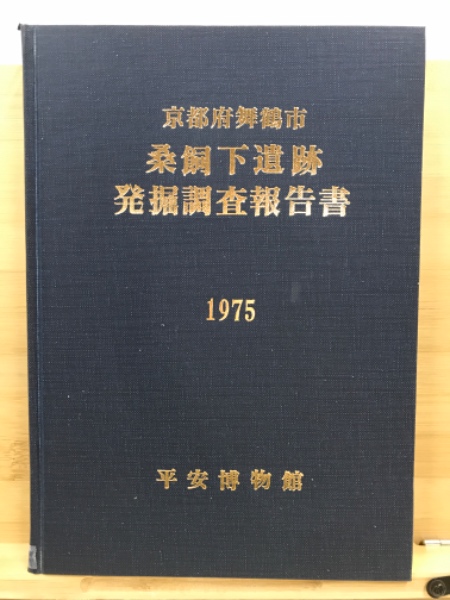 京都府舞鶴市
桑飼下遺跡
発掘調査報告書
1975
平安博物館